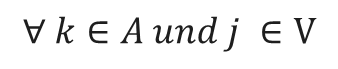 ∀ k ∈ A und j ∈ V